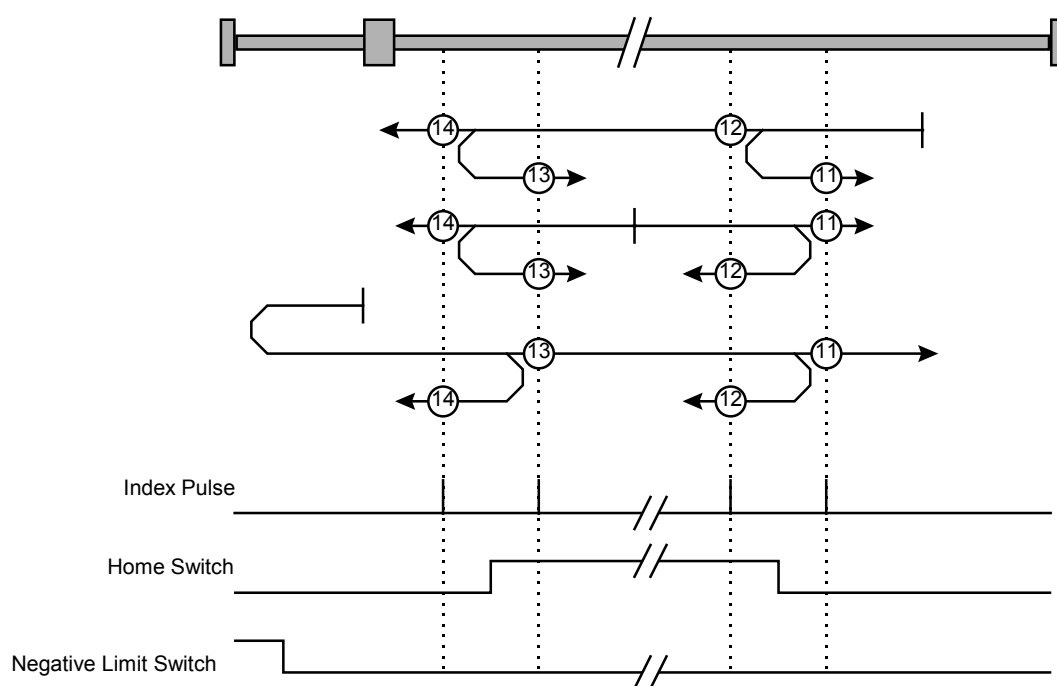 14 12
13 11
14 11
13 12
13 11
14 12
Index Pulse
Home Switch
Negative Limit Switch